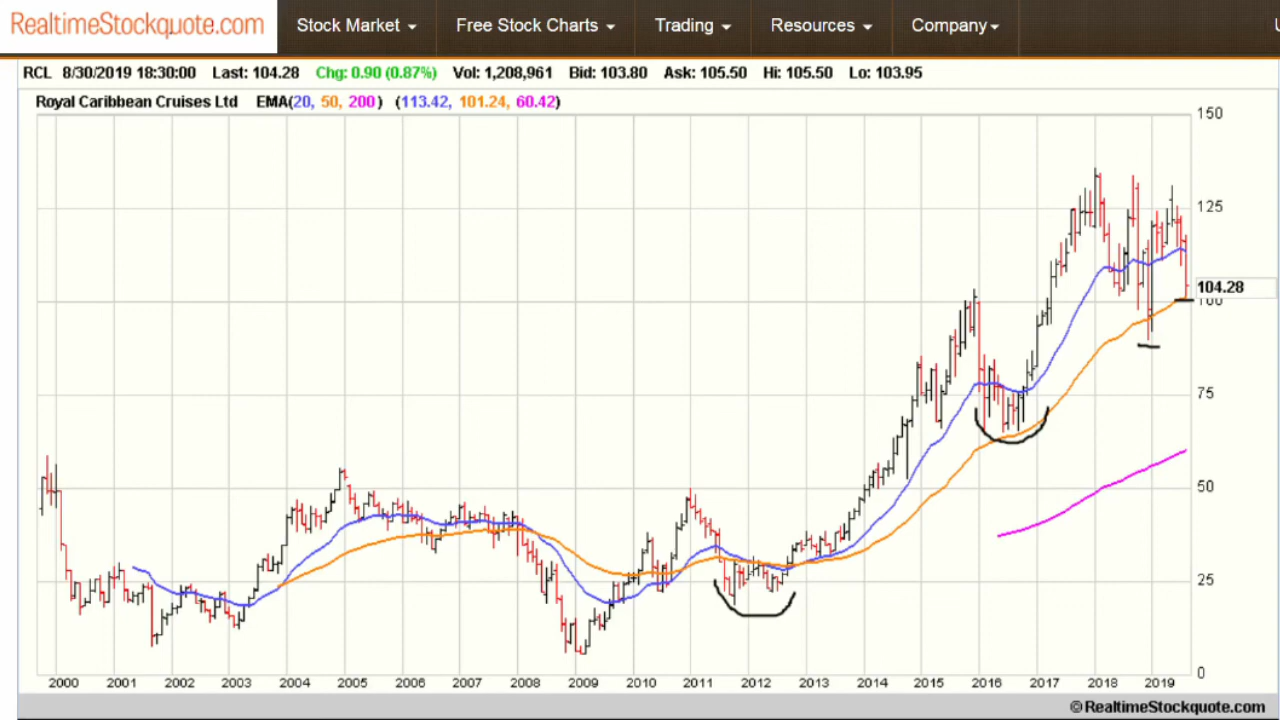 RealtimeStockquote.com Stock Market Free Stock Charts Trading Resources Company
RCL 8/30/2019 18:30:00 Last: 104.28 Chg: 0.90 (0.87%) Vol: 1,208,961 Bid: 103.80 Ask: 105.50 Hi: 105.50 Lo: 103.95
Royal Caribbean Cruises Ltd EMA(20, 50, 200) (113.42, 101.24, 60.42)
150
125
104.28
100
75
50
25
0
2000 2001 2002 2003 2004 2005 2006 2007 2008 2009 2010 2011 2012 2013 2014 2015 2016 2017 2018 2019
©RealtimeStockquote.com